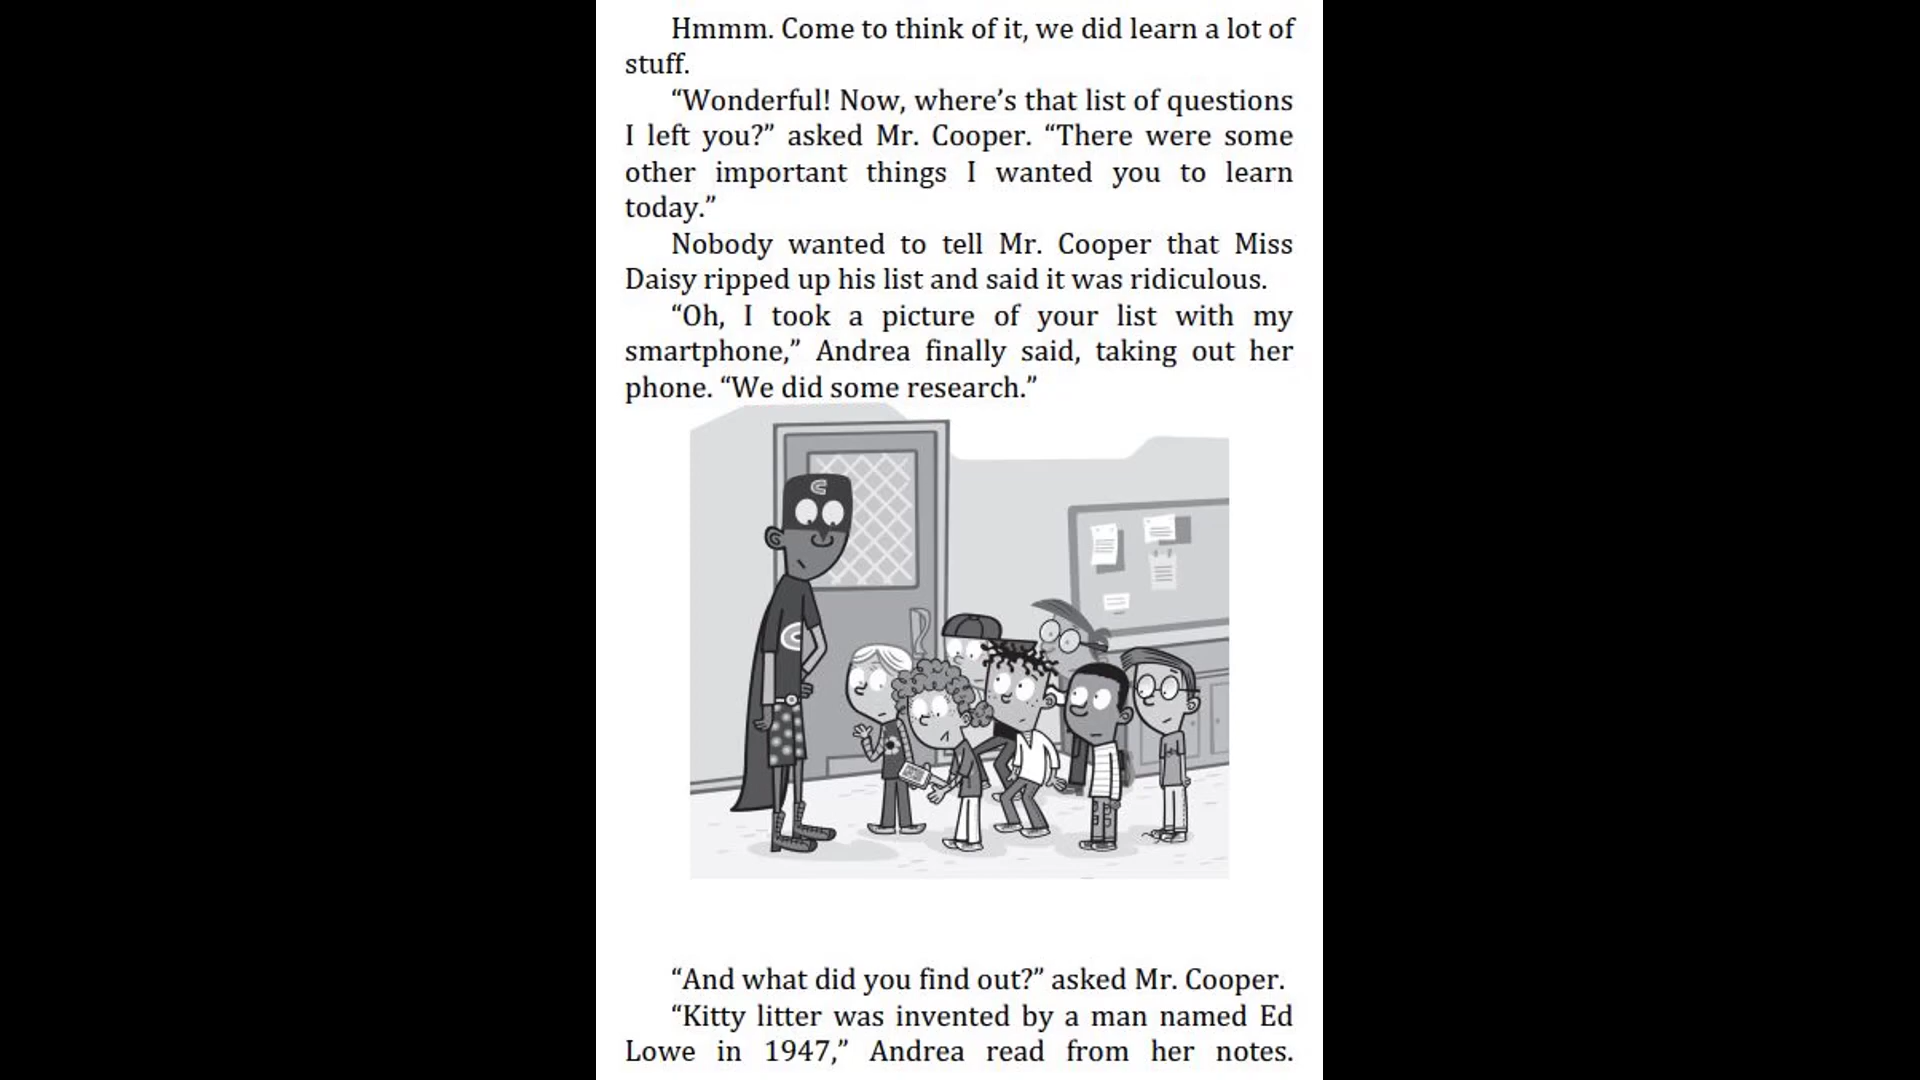 Hmmm. Come to think of it, we did learn a lot of
stuff.
“Wonderful! Now, where’s that list of questions
I left you?” asked Mr. Cooper. “There were some
other important things I wanted you to learn
today.”
Nobody wanted to tell Mr. Cooper that Miss
Daisy ripped up his list and said it was ridiculous.
“Oh, I took a picture of your list with my
smartphone,” Andrea finally said, taking out her
phone. “We did some research.”
C
C
“And what did you find out?” asked Mr. Cooper.
“Kitty litter was invented by a man named Ed
Lowe in 1947,” Andrea read from her notes.